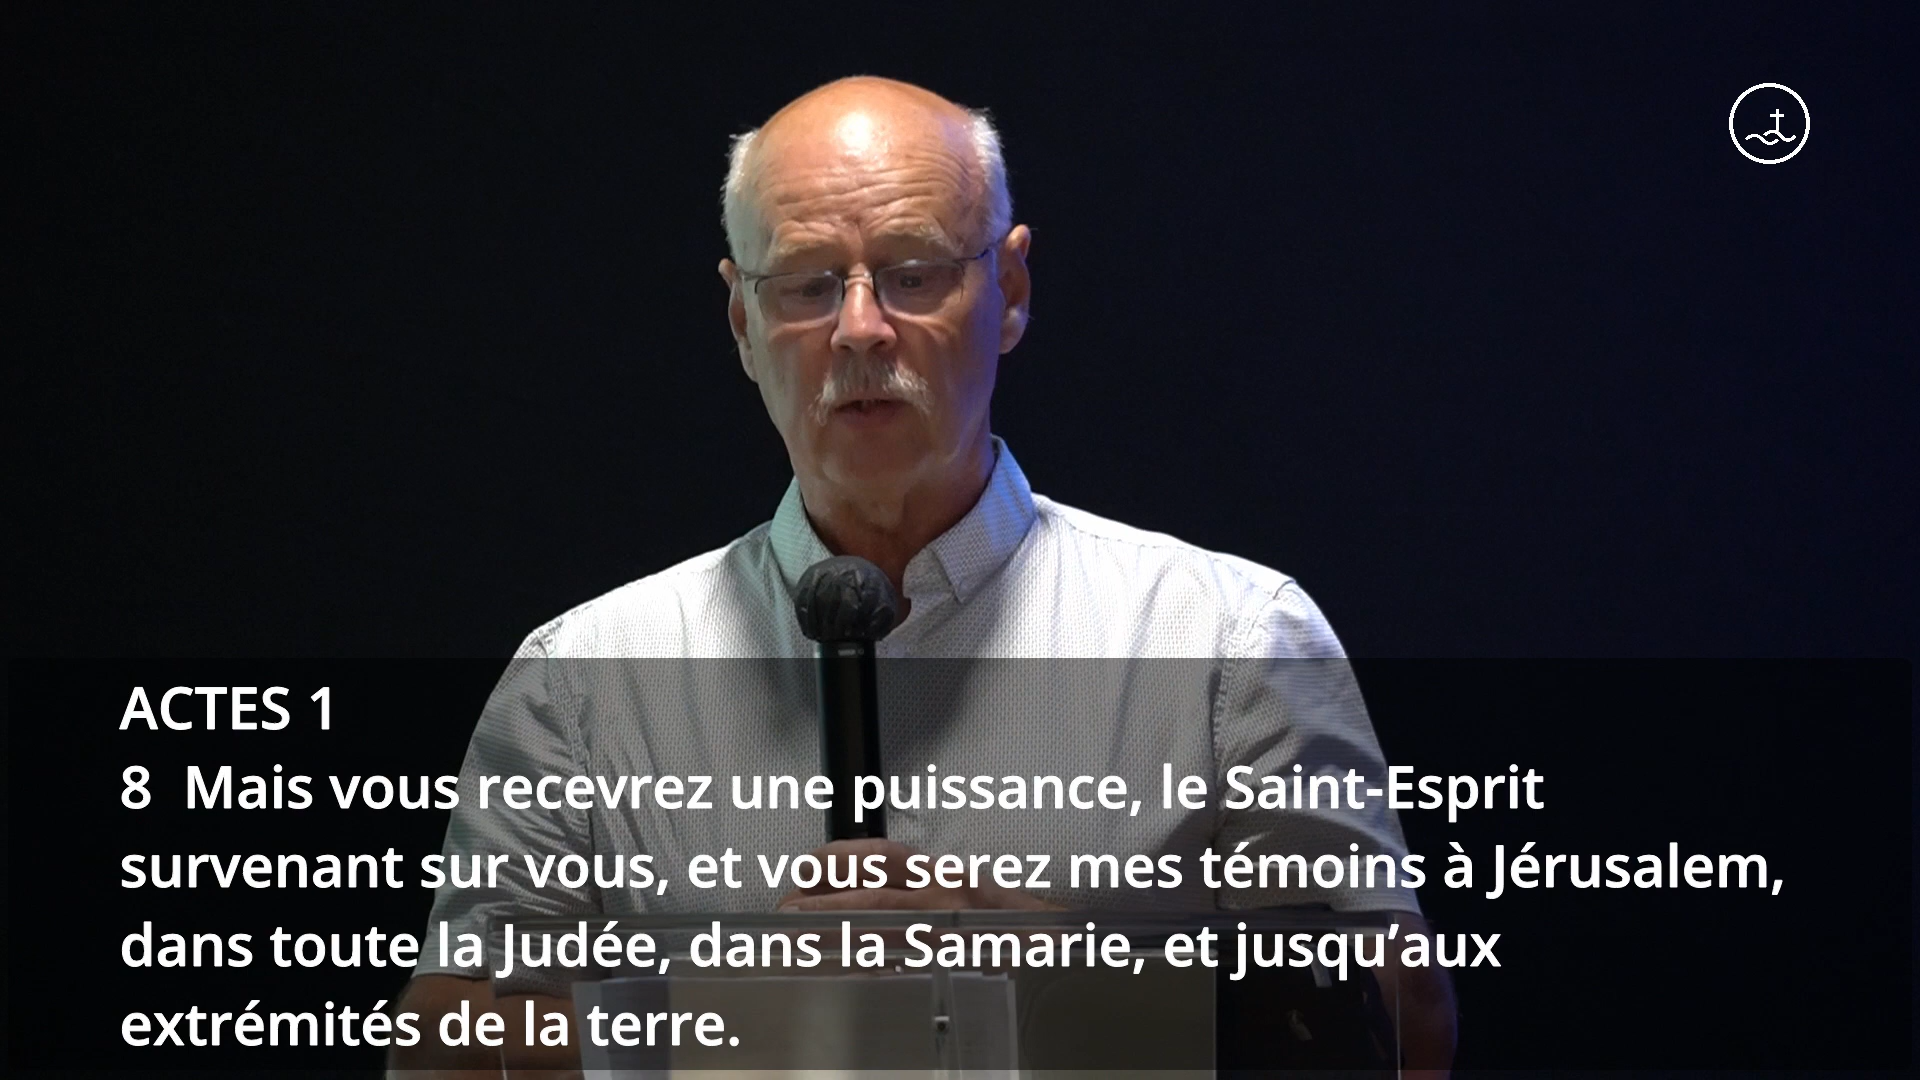 ACTES 1
8  Mais vous recevrez une puissance, le Saint-Esprit
survenant sur vous, et vous serez mes témoins à Jérusalem,
dans toute la Judée, dans la Samarie, et jusqu’aux
extrémités de la terre.